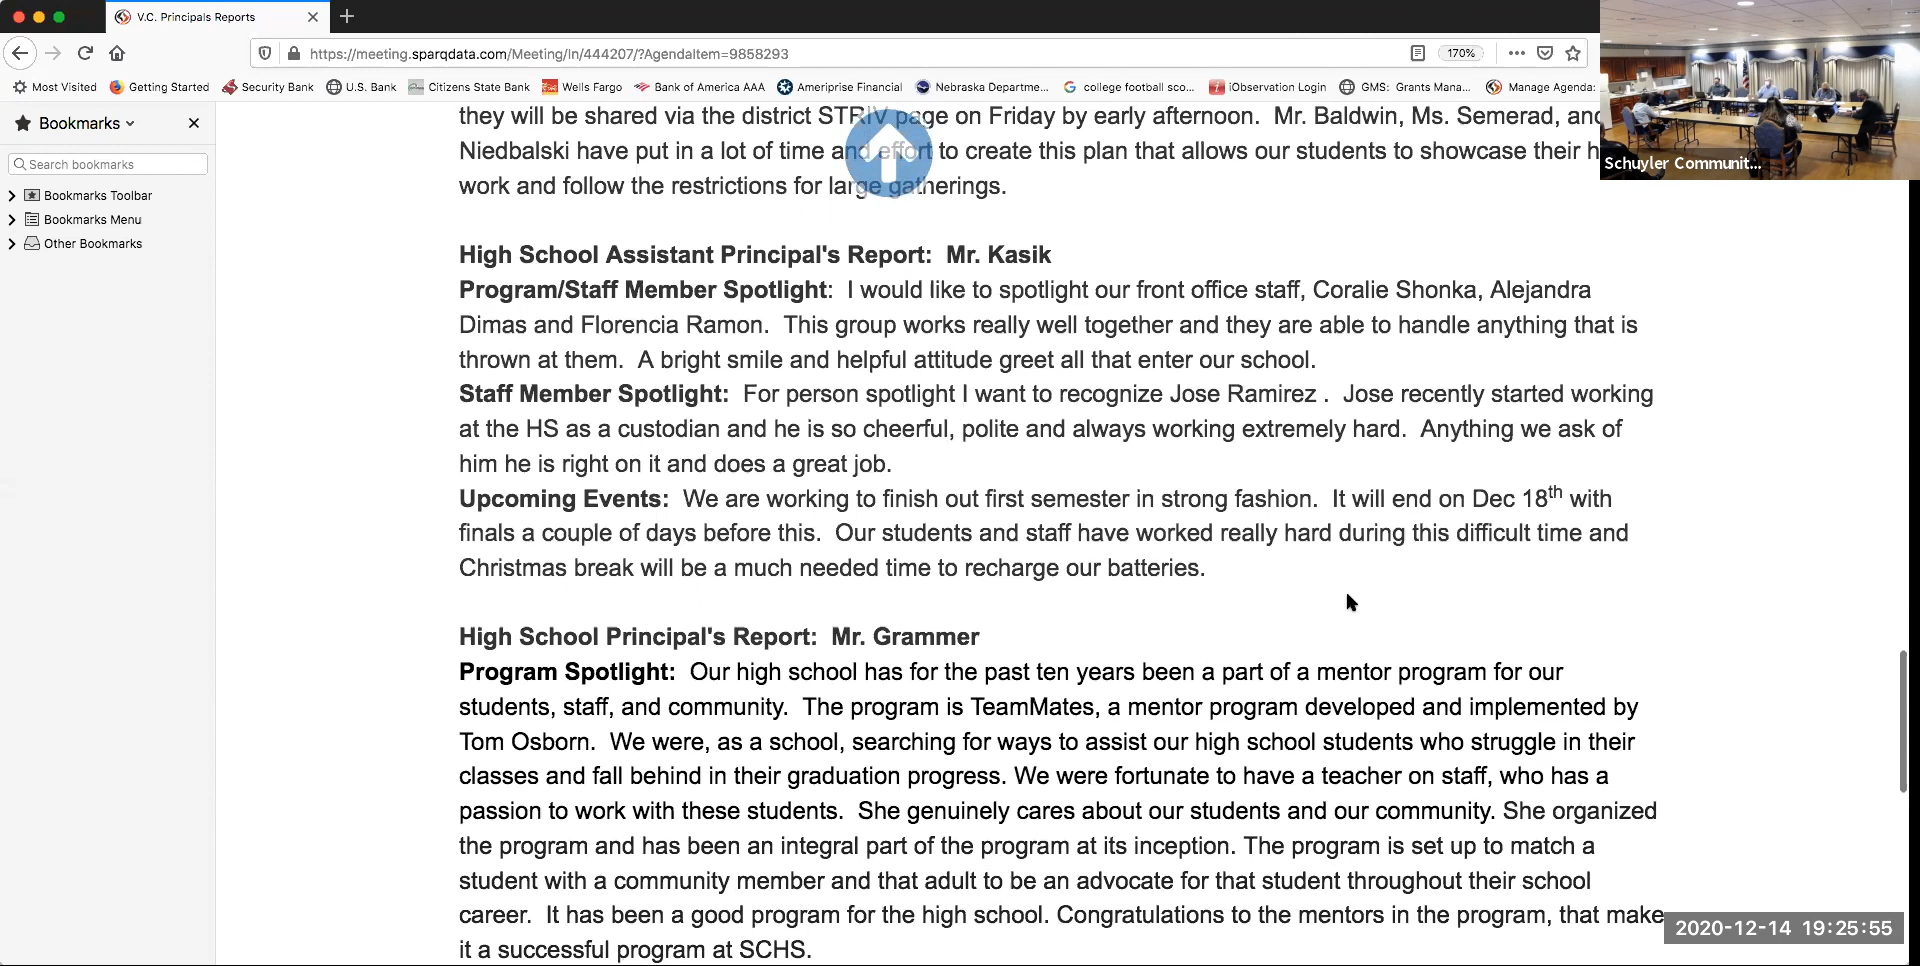 V.C. Principals Reports
https://meeting.sparqdata.com/Meeting/In/444207/?AgendaItem=9858293
170%
Most Visited
Getting Started
Security Bank
U.S. Bank
Citizens State Bank
Wells Fargo
Bank of America AAA
Ameriprise Financial
Nebraska Departme...
college football sco...
iObservation Login
GMS: Grants Mana...
Manage Agenda:
Schuyler Communit...
Bookmarks
Search bookmarks
Bookmarks Toolbar
Bookmarks Menu
Other Bookmarks
they will be shared via the district STRIV page on Friday by early afternoon. Mr. Baldwin, Ms. Semerad, and
Niedbalski have put in a lot of time and effort to create this plan that allows our students to showcase their h
work and follow the restrictions for large gatherings.
High School Assistant Principal's Report: Mr. Kasik
Program/Staff Member Spotlight: I would like to spotlight our front office staff, Coralie Shonka, Alejandra
Dimas and Florencia Ramon. This group works really well together and they are able to handle anything that is
thrown at them. A bright smile and helpful attitude greet all that enter our school.
Staff Member Spotlight: For person spotlight I want to recognize Jose Ramirez . Jose recently started working
at the HS as a custodian and he is so cheerful, polite and always working extremely hard. Anything we ask of
him he is right on it and does a great job.
Upcoming Events: We are working to finish out first semester in strong fashion. It will end on Dec 18th with
finals a couple of days before this. Our students and staff have worked really hard during this difficult time and
Christmas break will be a much needed time to recharge our batteries.
High School Principal's Report: Mr. Grammer
Program Spotlight: Our high school has for the past ten years been a part of a mentor program for our
students, staff, and community. The program is TeamMates, a mentor program developed and implemented by
Tom Osborn. We were, as a school, searching for ways to assist our high school students who struggle in their
classes and fall behind in their graduation progress. We were fortunate to have a teacher on staff, who has a
passion to work with these students. She genuinely cares about our students and our community. She organized
the program and has been an integral part of the program at its inception. The program is set up to match a
student with a community member and that adult to be an advocate for that student throughout their school
career. It has been a good program for the high school. Congratulations to the mentors in the program, that make
it a successful program at SCHS.
2020-12-14 19:25:55